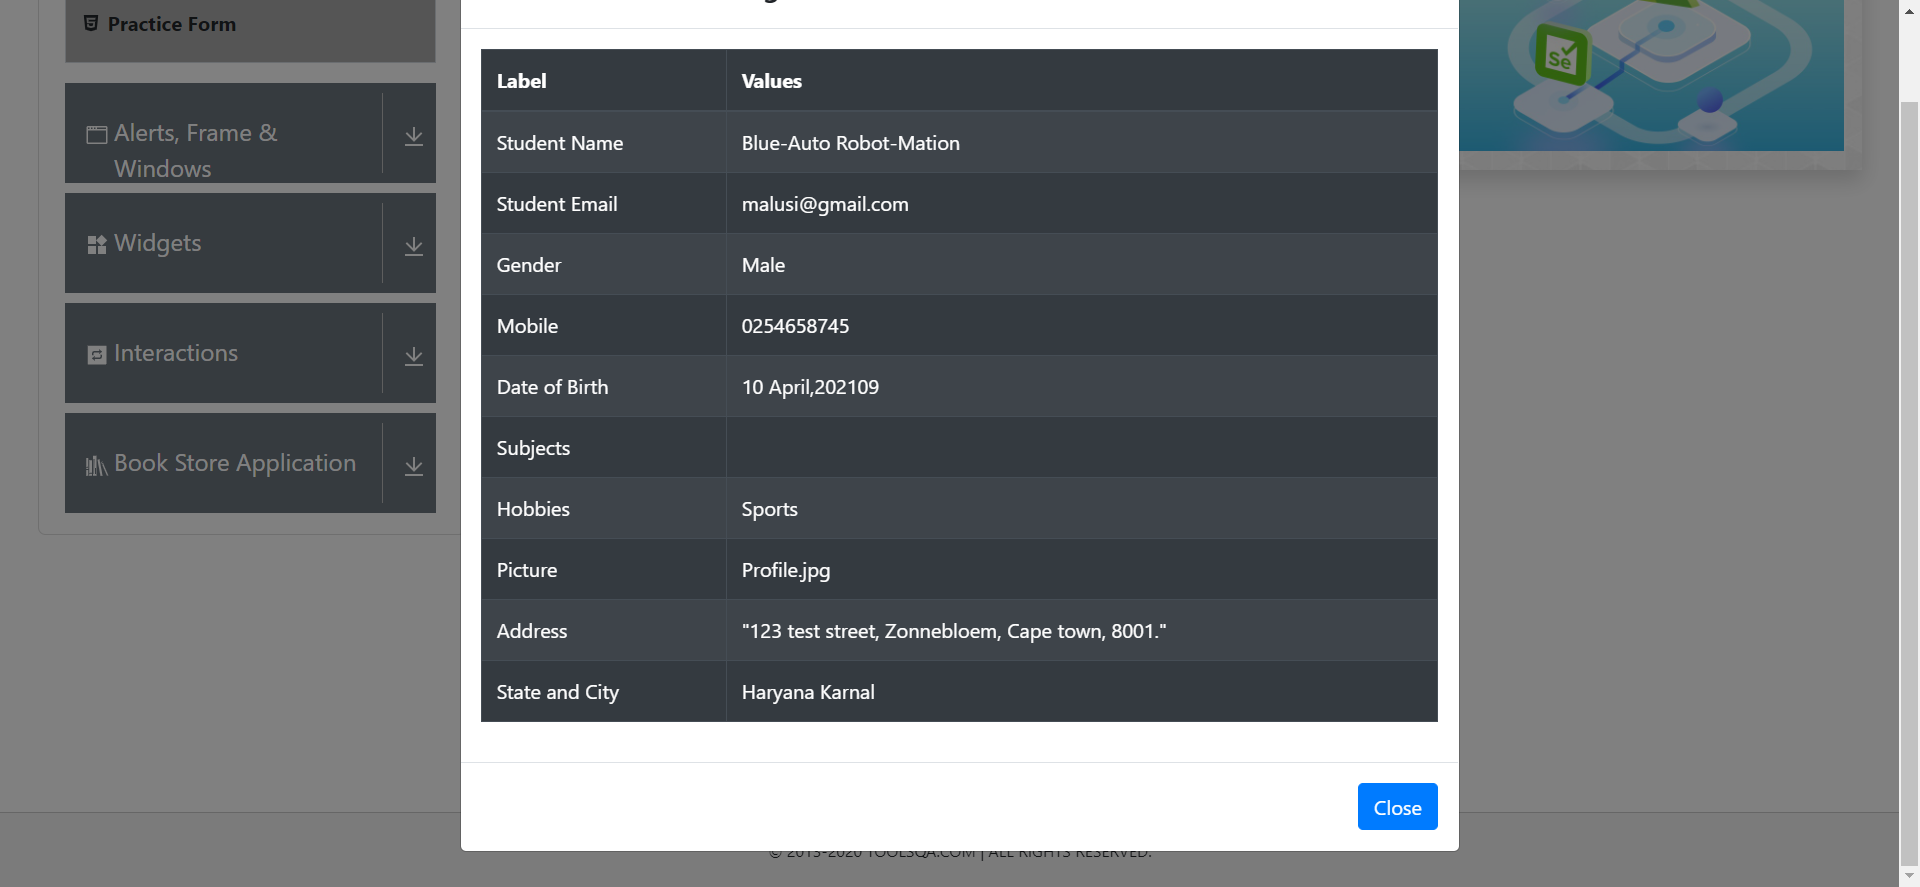 Practice Form
Alerts, Frame &
Windows
Widgets
Interactions
Book Store Application
Label Values
Student Name Blue-Auto Robot-Mation
Student Email malusi@gmail.com
Gender Male
Mobile 0254658745
Date of Birth 10 April,202109
Subjects
Hobbies Sports
Picture Profile.jpg
Address "123 test street, Zonnebloem, Cape town, 8001."
State and City Haryana Karnal
Close
Se
© 2013-2020 TOOLSQA.COM | ALL RIGHTS RESERVED.